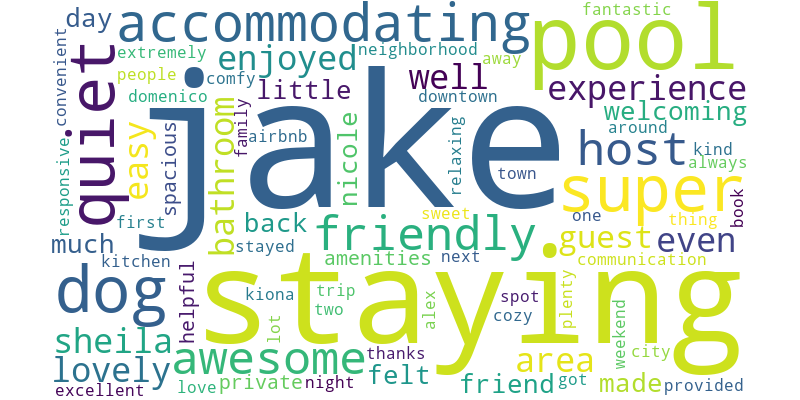 fantastic
day
accommodating
pool
convenient
extremely
enjoyed
neighborhood
away
people
comfy
well
experience
domenico
little
downtown
welcoming
quiet
jake
easy
spacious
bathroom
family
airbnb
nicole
relaxing
host
around
kind
always
responsive
town
super
book
first
back
sweet
one
thing
much
stayed
friendly
guest
even
kitchen
amenities
next
communication
dog
helpful
kiona
trip
two
staying
spot
cozy
plenty
alex
lot
weekend
city
sheila
awesome
thanks
area
lovely
felt
excellent
love
private
night
friend
got
made
provided